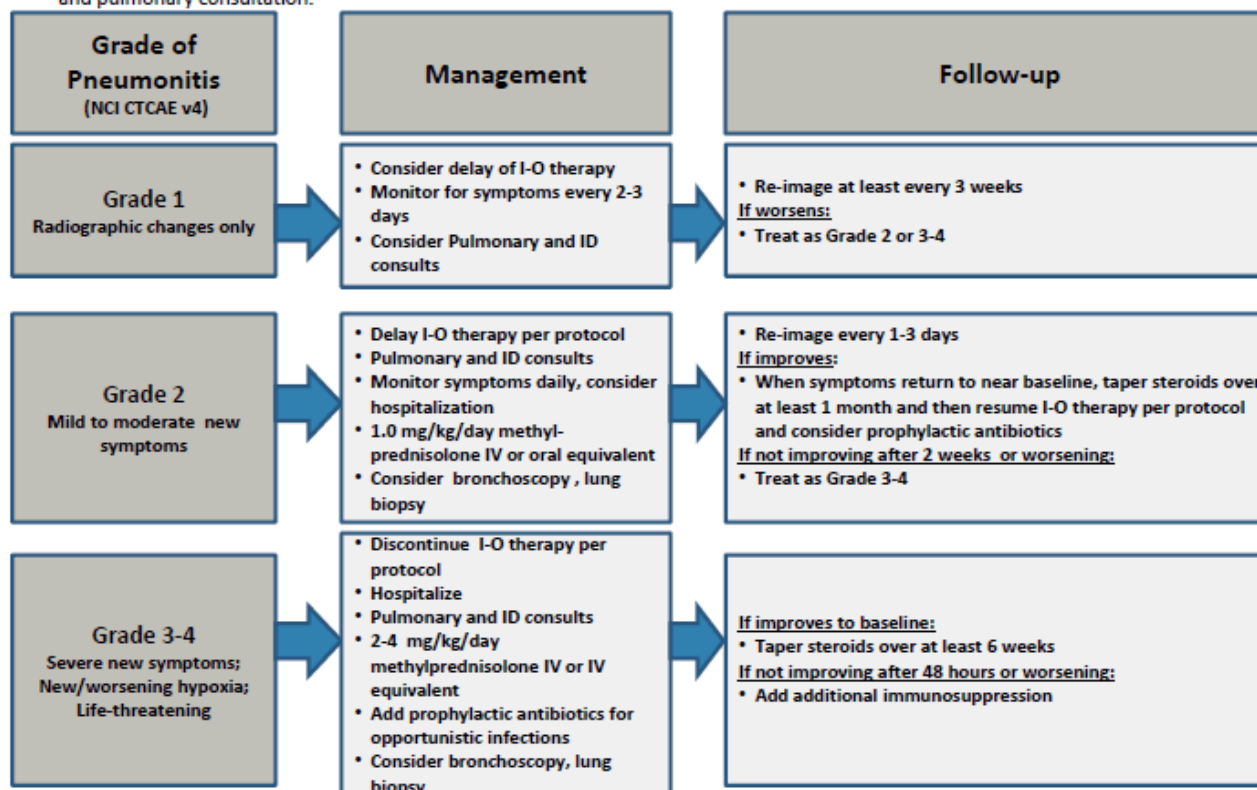 and pulmonary consultation.
Grade of
Pneumonitis
(NCI CTCAE v4)
Management
Follow-up
Grade 1
Radiographic changes only
• Consider delay of I-O therapy
• Monitor for symptoms every 2-3
days
• Consider Pulmonary and ID
consults
• Re-image at least every 3 weeks
If worsens:
• Treat as Grade 2 or 3-4
Grade 2
Mild to moderate new
symptoms
• Delay I-O therapy per protocol
• Pulmonary and ID consults
• Monitor symptoms daily, consider
hospitalization
• 1.0 mg/kg/day methyl-
prednisolone IV or oral equivalent
• Consider bronchoscopy , lung
biopsy
• Re-image every 1-3 days
If improves:
• When symptoms return to near baseline, taper steroids over
at least 1 month and then resume I-O therapy per protocol
and consider prophylactic antibiotics
If not improving after 2 weeks or worsening:
• Treat as Grade 3-4
Grade 3-4
Severe new symptoms;
New/worsening hypoxia;
Life-threatening
• Discontinue I-O therapy per
protocol
• Hospitalize
• Pulmonary and ID consults
• 2-4 mg/kg/day
methylprednisolone IV or IV
equivalent
• Add prophylactic antibiotics for
opportunistic infections
• Consider bronchoscopy, lung
biopsy
If improves to baseline:
• Taper steroids over at least 6 weeks
If not improving after 48 hours or worsening:
• Add additional immunosuppression